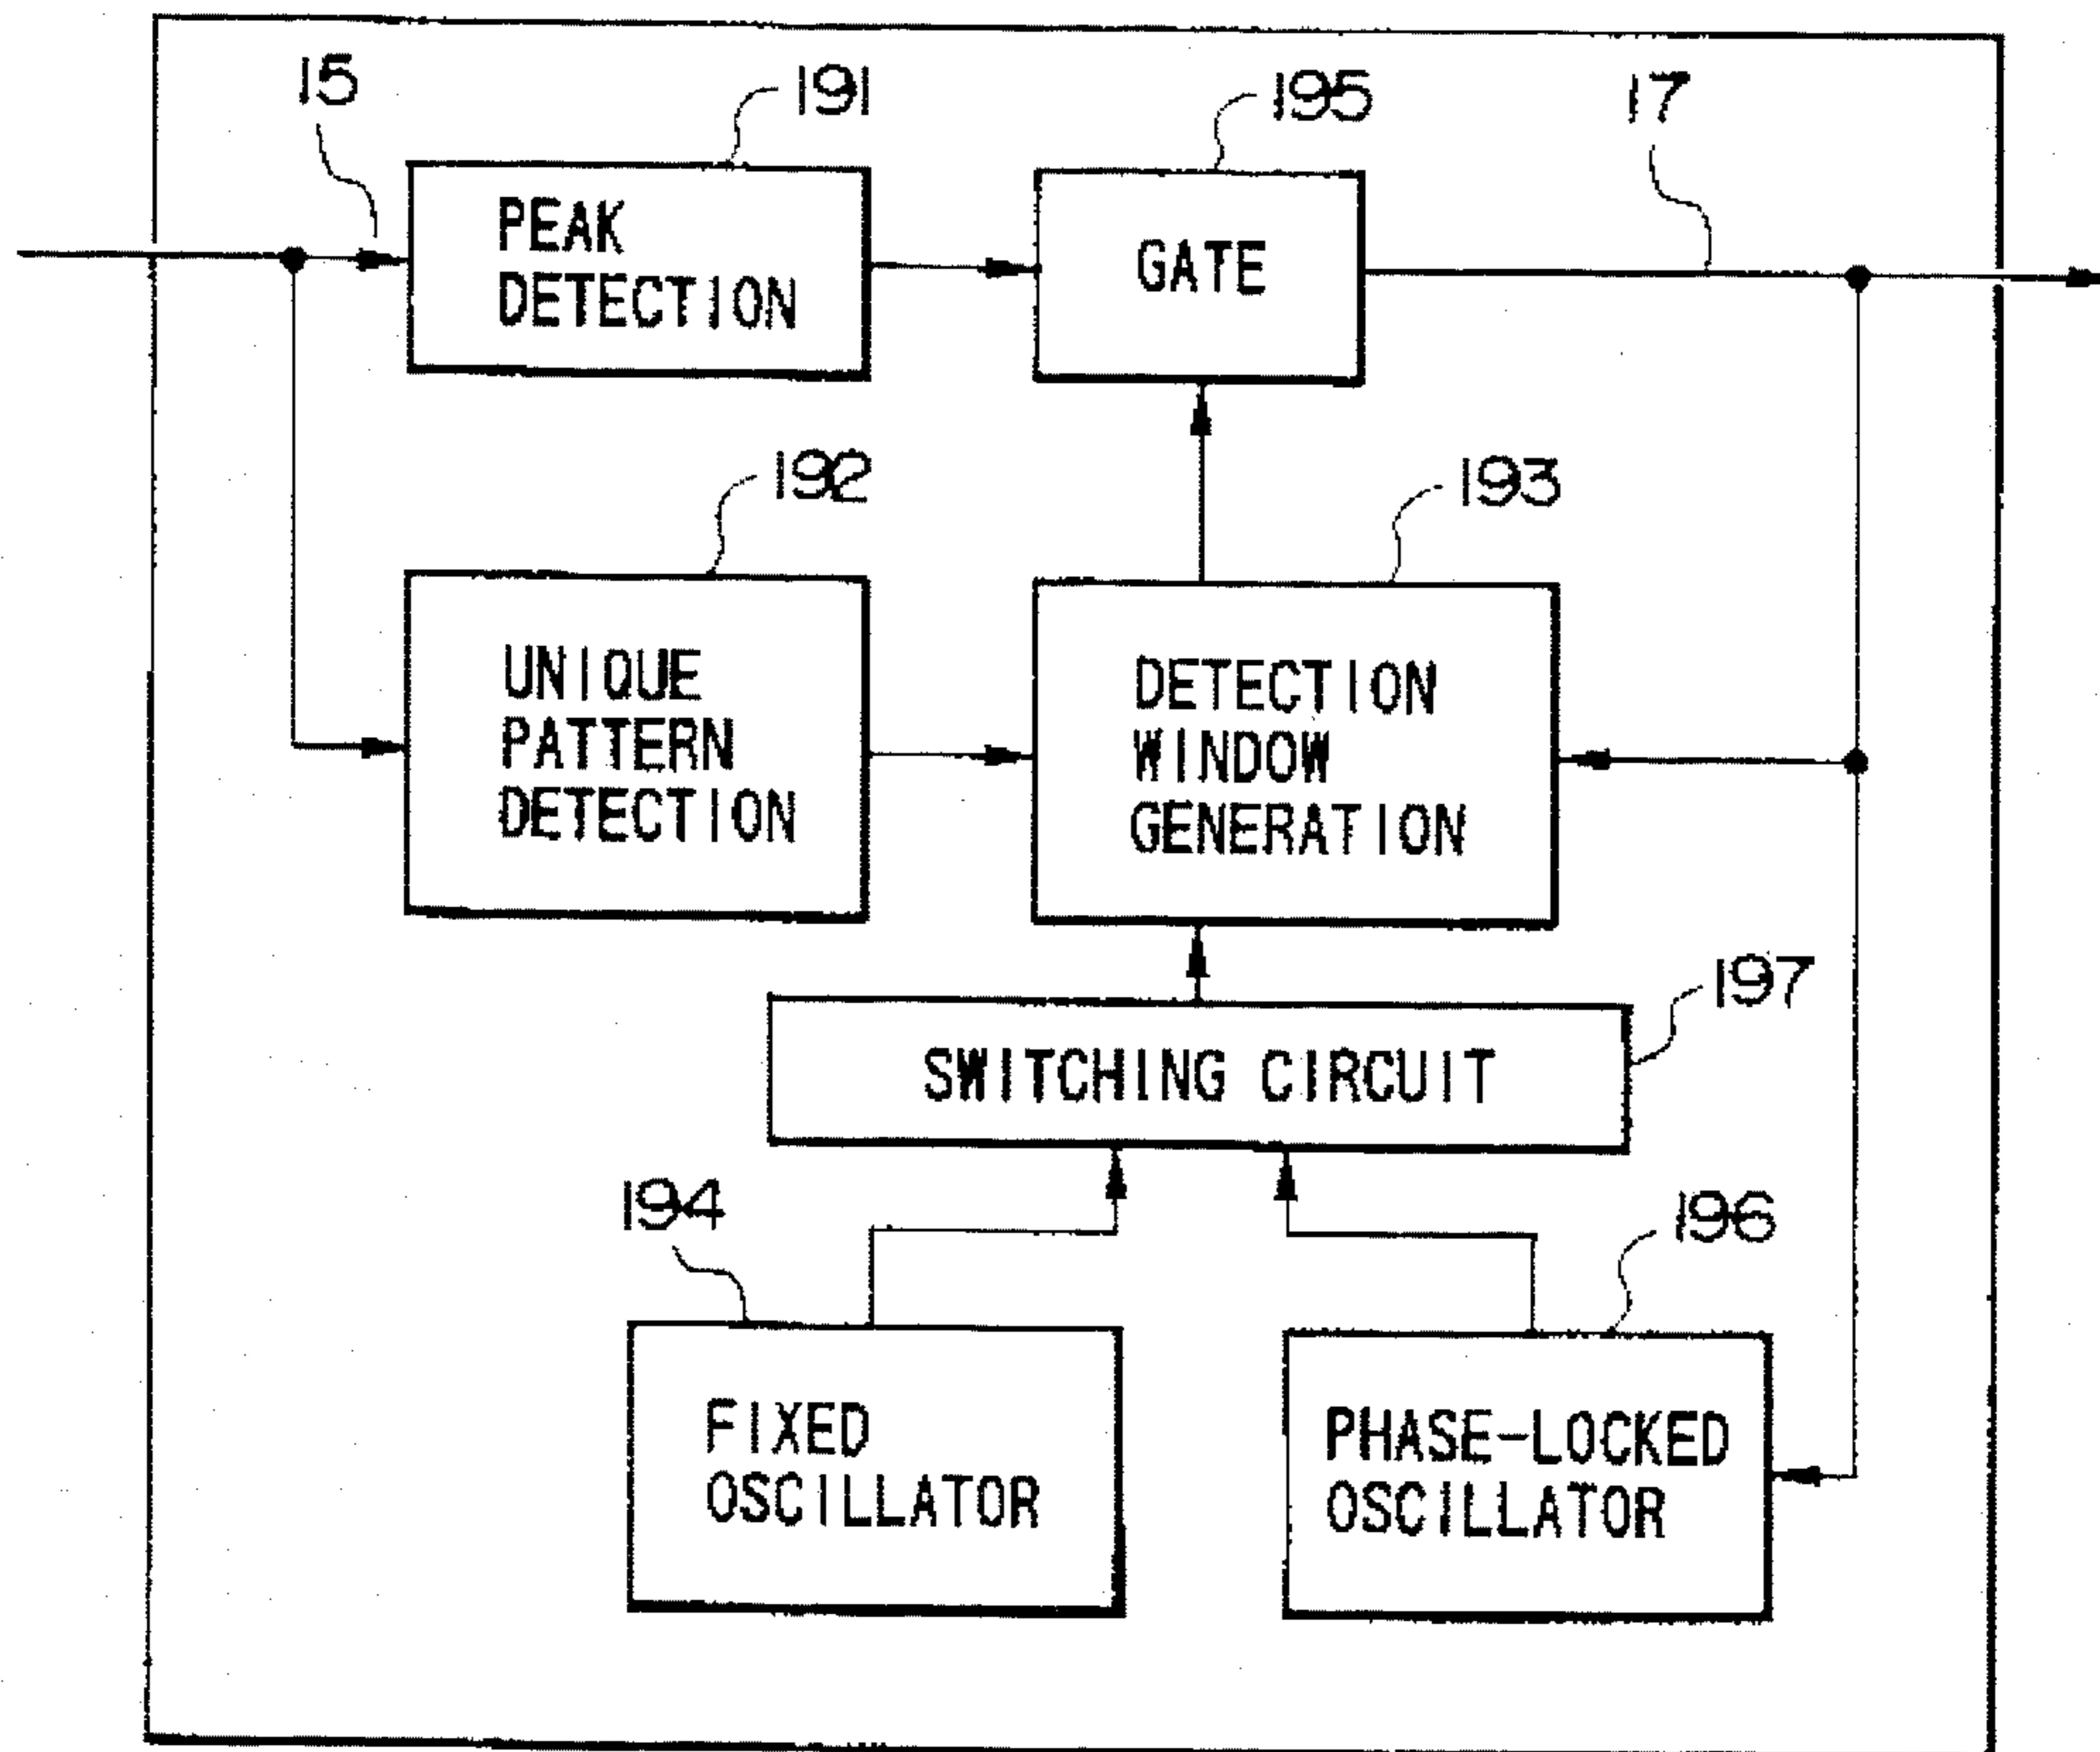 15
191
195
17
PEAK
DETECTION
GATE
192
193
UNIQUE
PATTERN
DETECTION
DETECTION
WINDOW
GENERATION
197
SWITCHING CIRCUIT
194
196
FIXED
OSCILLATOR
PHASE-LOCKED
OSCILLATOR